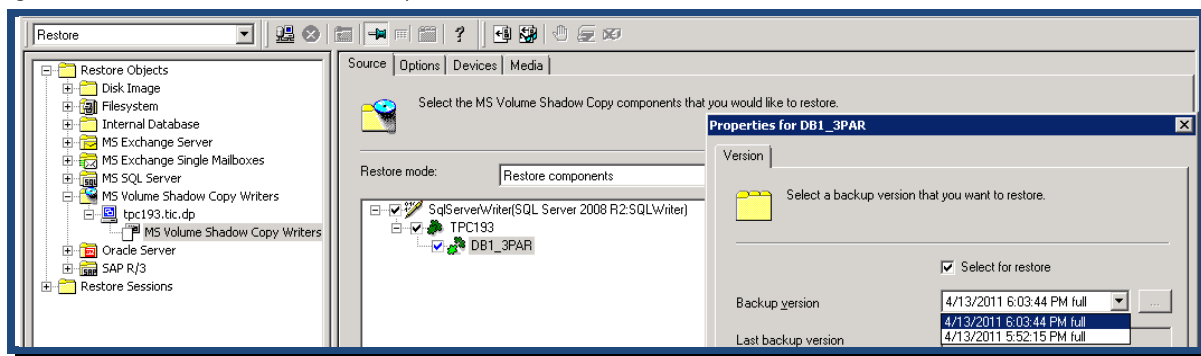 Restore
Restore Objects
Disk Image
Filesystem
Internal Database
MS Exchange Server
MS Exchange Single Mailboxes
MS SQL Server
MS Volume Shadow Copy Writers
tpc193.tic.dp
MS Volume Shadow Copy Writers
Oracle Server
SAP R/3
Restore Sessions
Source Options Devices Media
Select the MS Volume Shadow Copy components that you would like to restore.
Restore mode: Restore components
SqlServerWriter(SQL Server 2008 R2:SQLWriter)
TPC193
DB1_3PAR
Properties for DB1_3PAR
Version
Select a backup version that you want to restore.
Select for restore
Backup version 4/13/2011 6:03:44 PM full ...
4/13/2011 6:03:44 PM full
4/13/2011 5:52:15 PM full
Last backup version